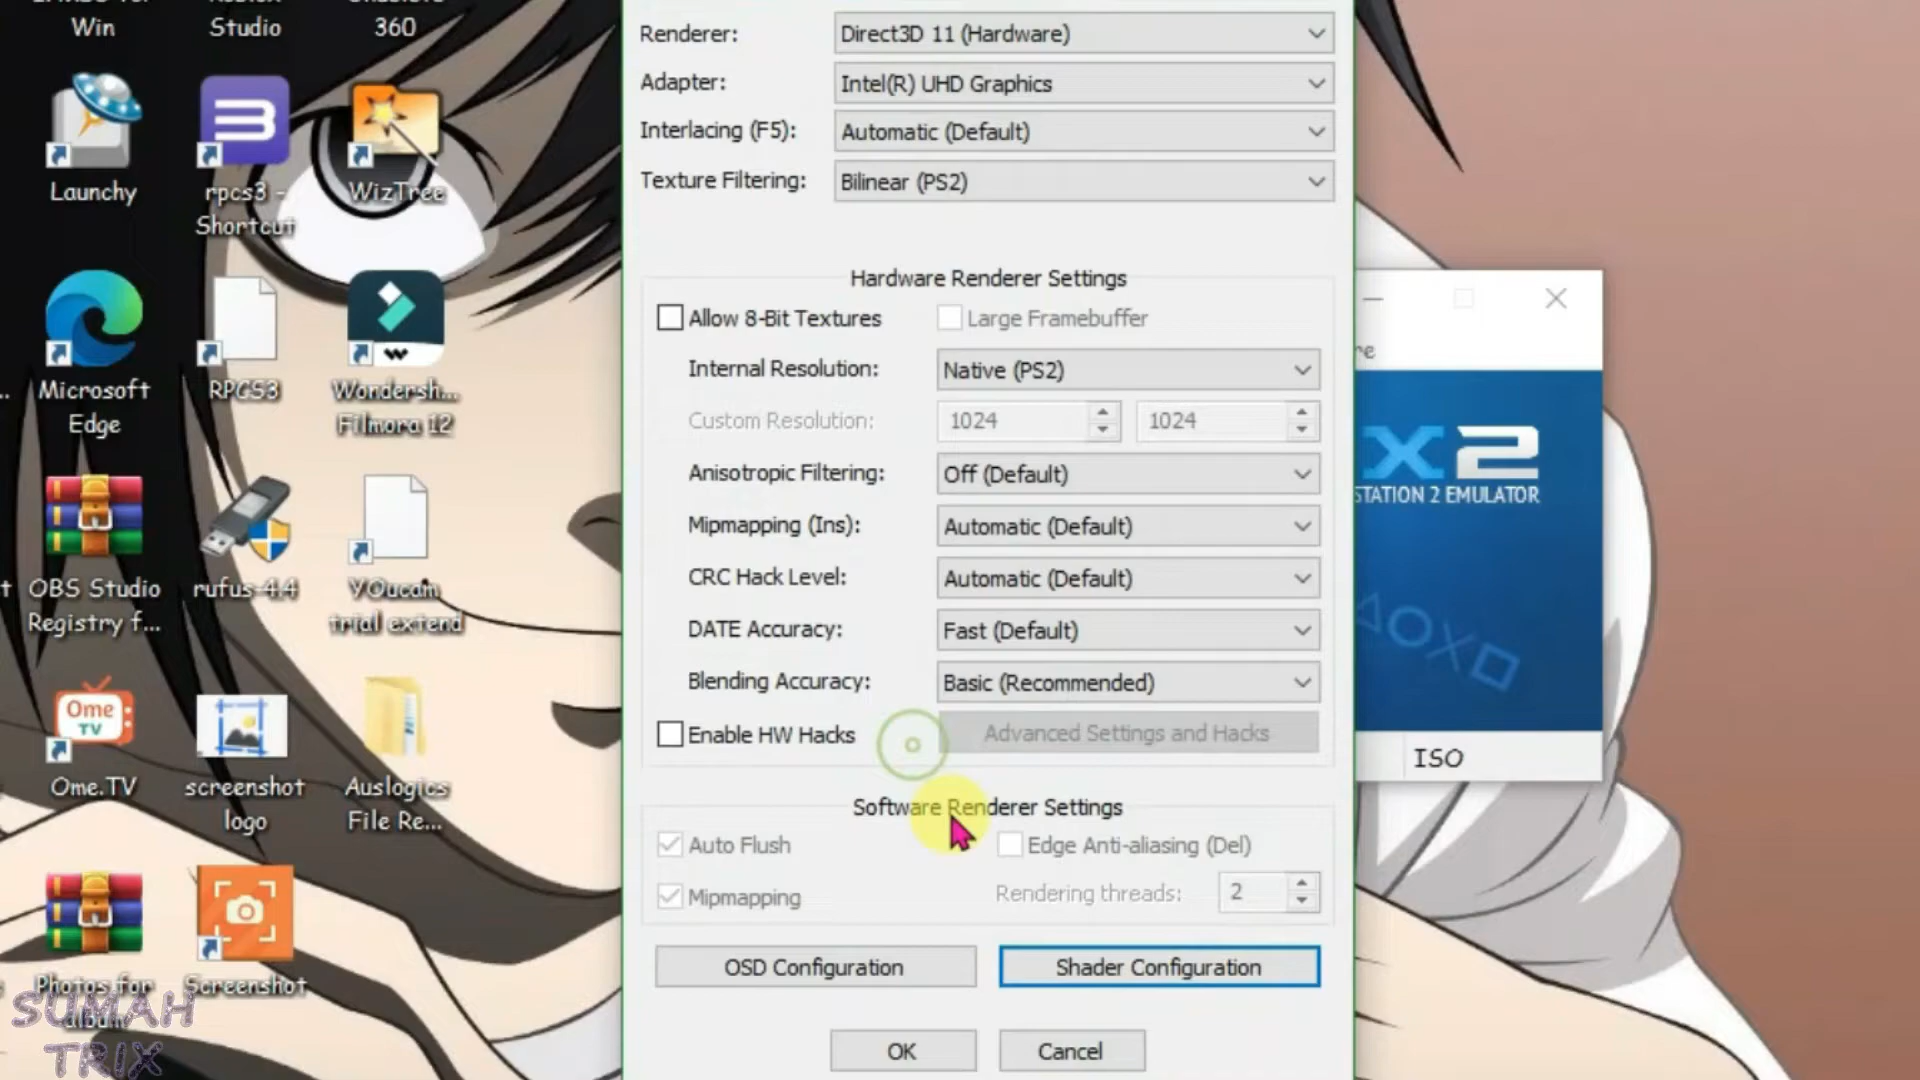 Win
Studio
360
Launchy
rpcs3 -
Shortcut
WizTree
Microsoft
Edge
RPCS3
Wondersh...
Filmora 12
OBS Studio
Registry f...
rufus-4.4
YOucam
trial extend
Ome
TV
Ome.TV
screenshot
logo
Auslogics
File Re...
Photos for
album
Screenshot
SUMAH
TRIX
Renderer:
Direct3D 11 (Hardware)
Adapter:
Intel(R) UHD Graphics
Interlacing (F5):
Automatic (Default)
Texture Filtering:
Bilinear (PS2)
Hardware Renderer Settings
Allow 8-Bit Textures
Large Framebuffer
Internal Resolution:
Native (PS2)
Custom Resolution:
1024
1024
Anisotropic Filtering:
Off (Default)
Mipmapping (Ins):
Automatic (Default)
CRC Hack Level:
Automatic (Default)
DATE Accuracy:
Fast (Default)
Blending Accuracy:
Basic (Recommended)
Enable HW Hacks
Advanced Settings and Hacks
Software Renderer Settings
Auto Flush
Edge Anti-aliasing (Del)
Mipmapping
Rendering threads:
2
OSD Configuration
Shader Configuration
OK
Cancel
re
X2
STATION 2 EMULATOR
ISO